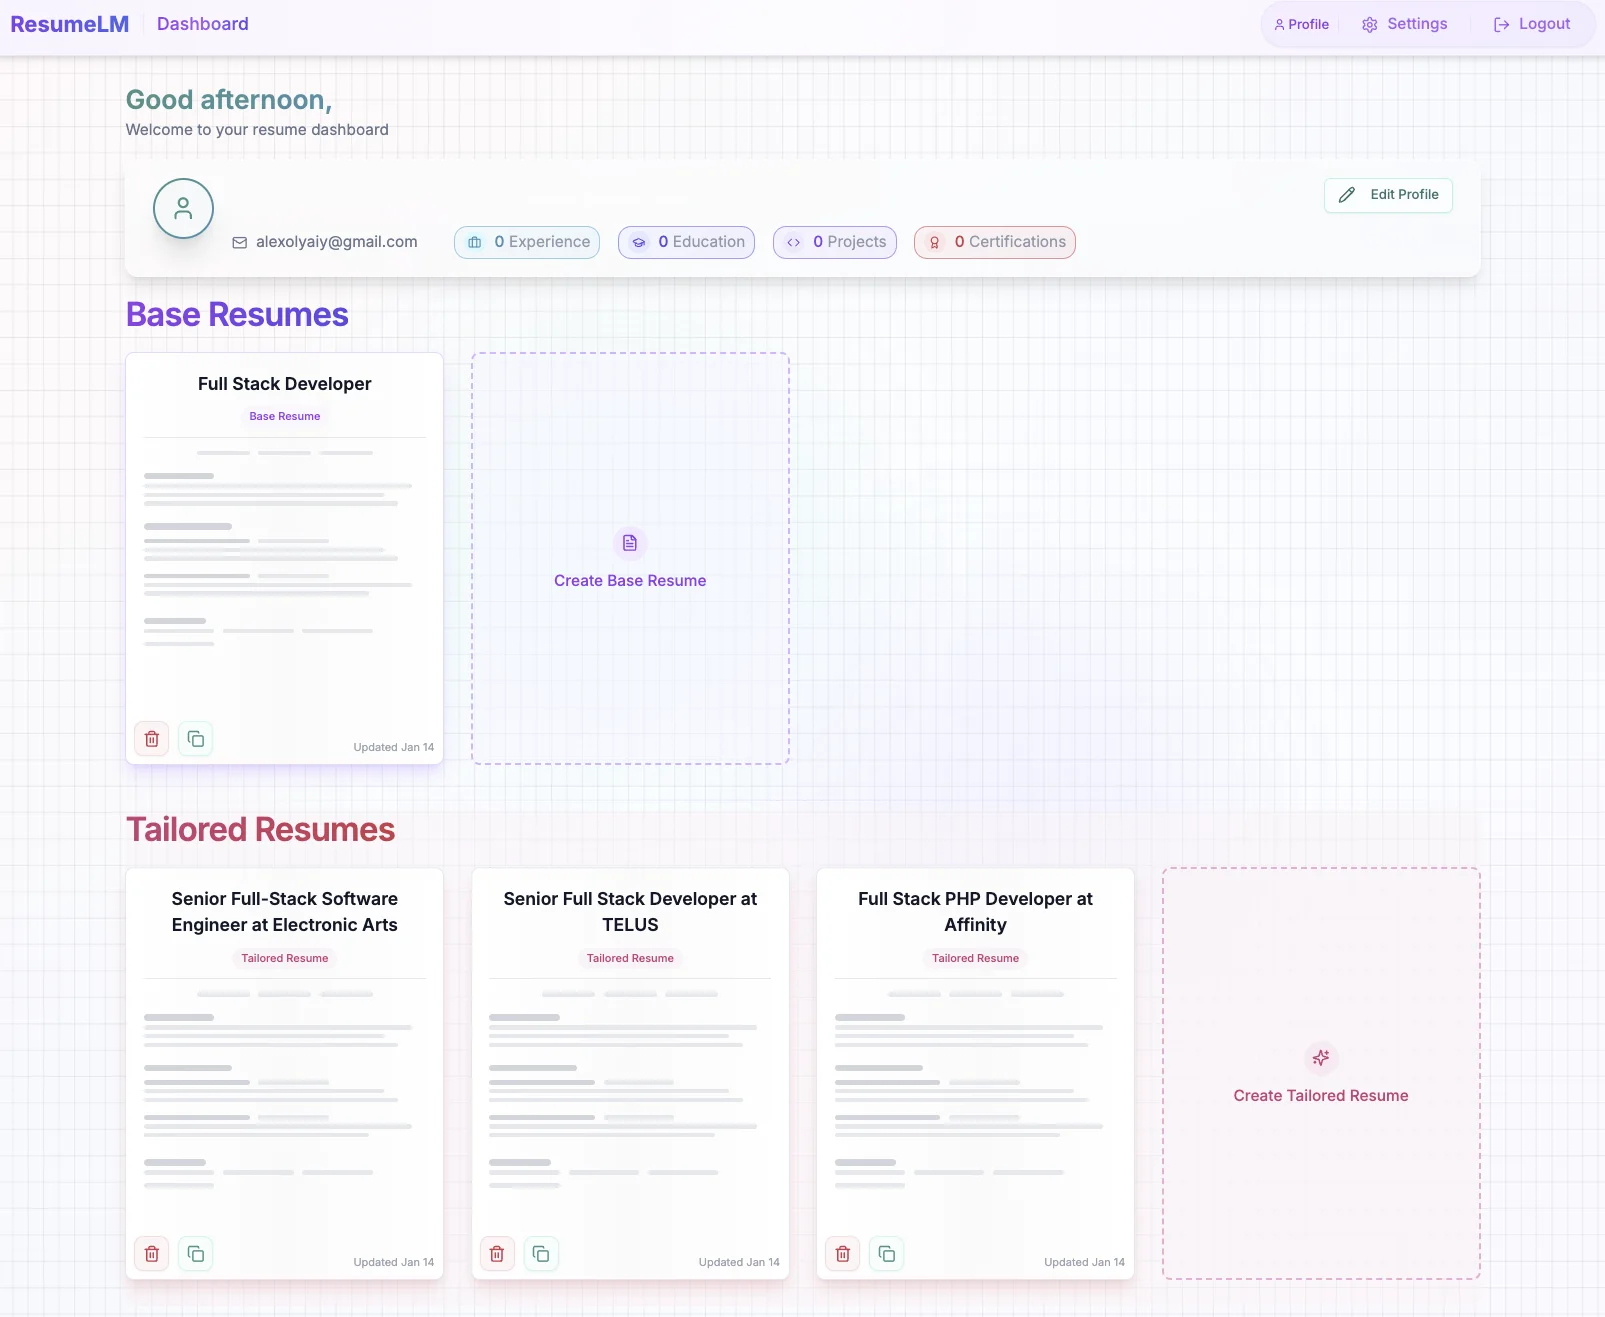 ResumeLM
Dashboard
Profile
Settings
Logout
Good afternoon,
Welcome to your resume dashboard
Edit Profile
alexolyaiy@gmail.com
0 Experience
0 Education
0 Projects
0 Certifications
Base Resumes
Full Stack Developer
Base Resume
Updated Jan 14
Create Base Resume
Tailored Resumes
Senior Full-Stack Software
Engineer at Electronic Arts
Tailored Resume
Updated Jan 14
Senior Full Stack Developer at
TELUS
Tailored Resume
Updated Jan 14
Full Stack PHP Developer at
Affinity
Tailored Resume
Updated Jan 14
Create Tailored Resume